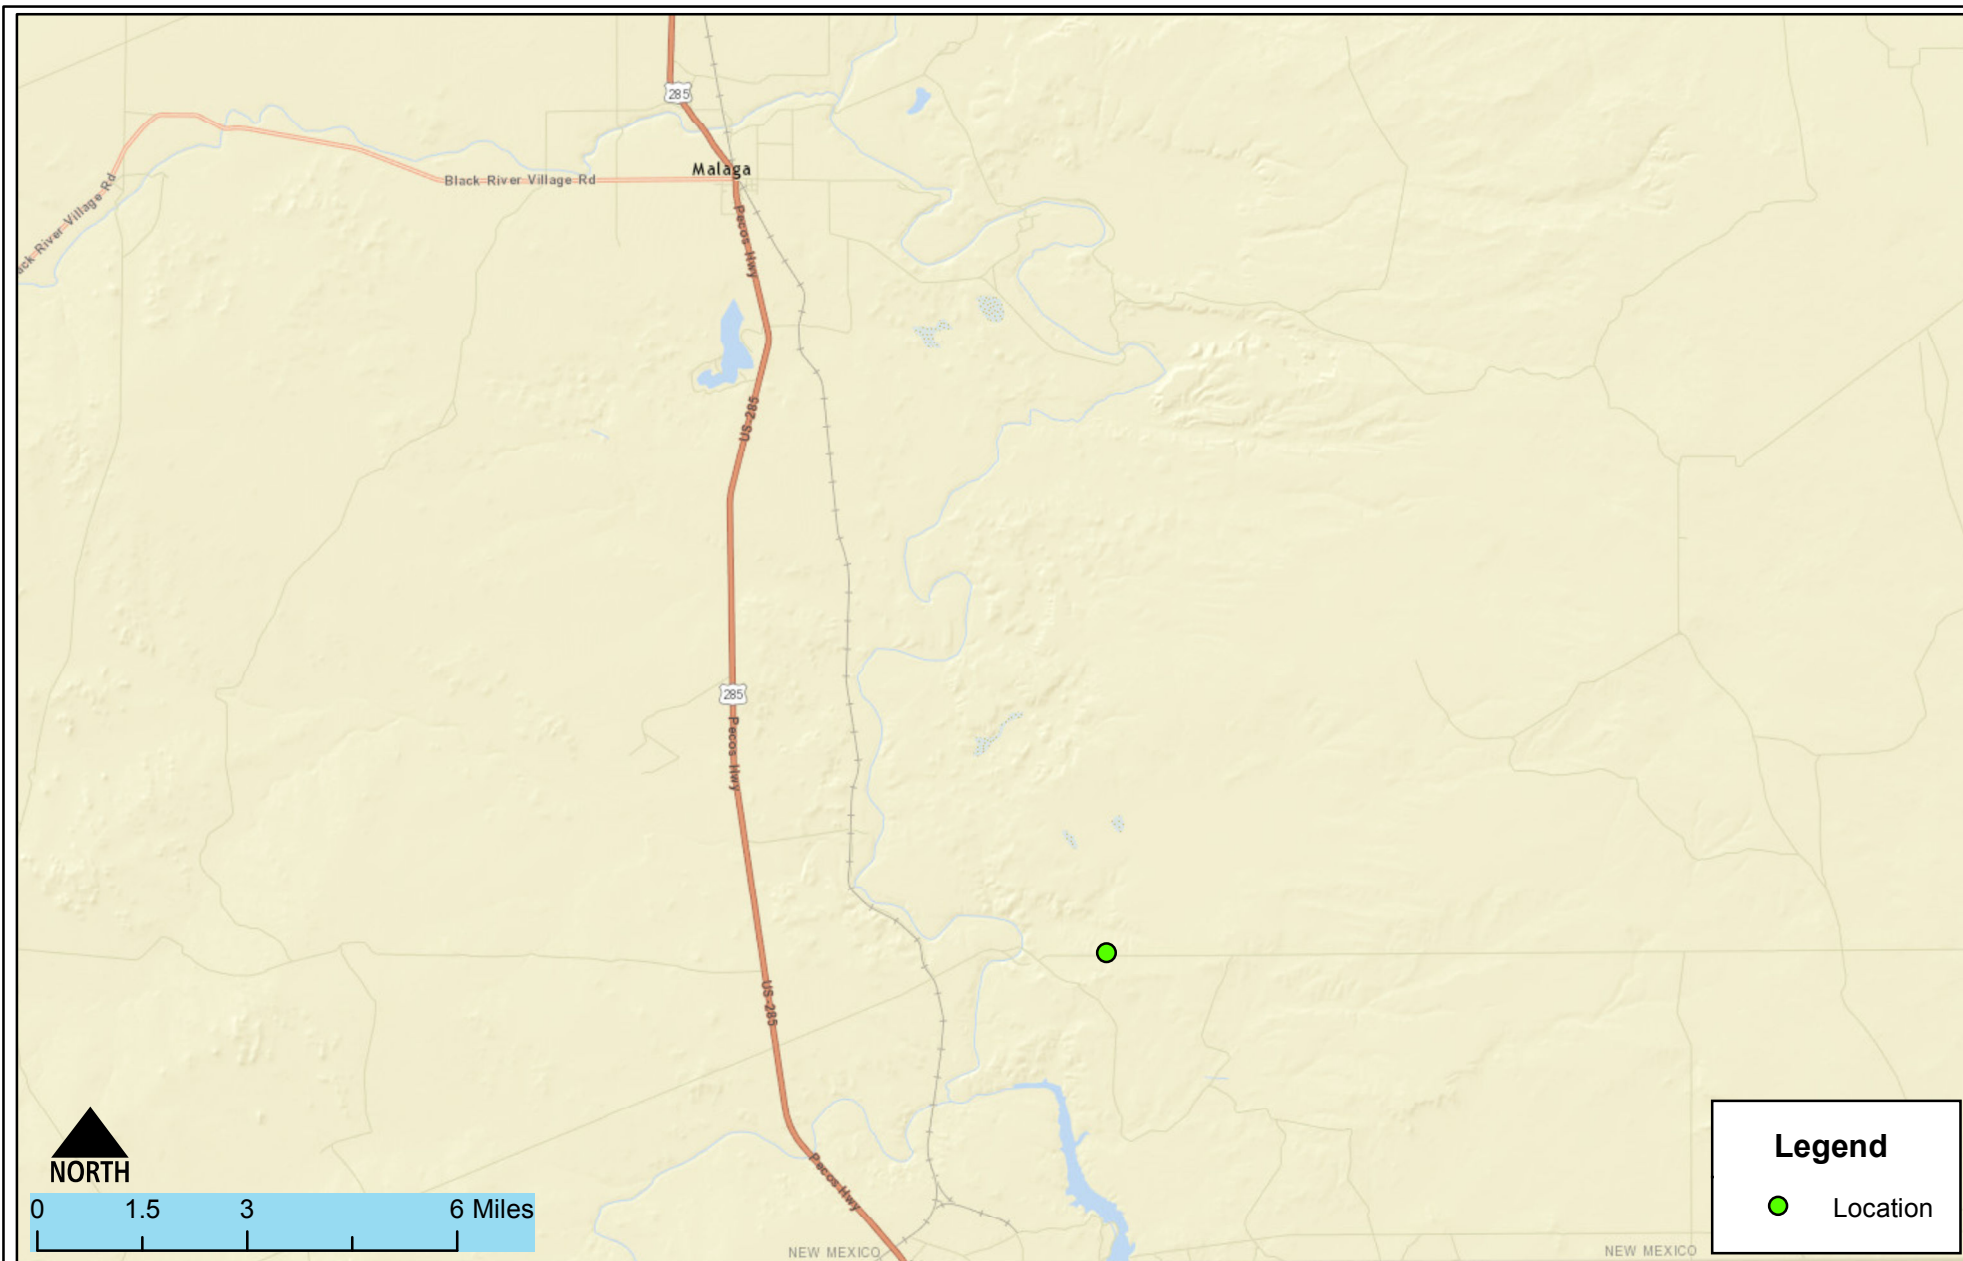 285
Malaga
Black River Village Rd
ack River Village Rd
Pecos Hwy
US-285
285
Pecos Hwy
US-285
Pecos Hwy
NORTH
0 1.5 3 6 Miles
NEW MEXICO
NEW MEXICO
Legend
Location